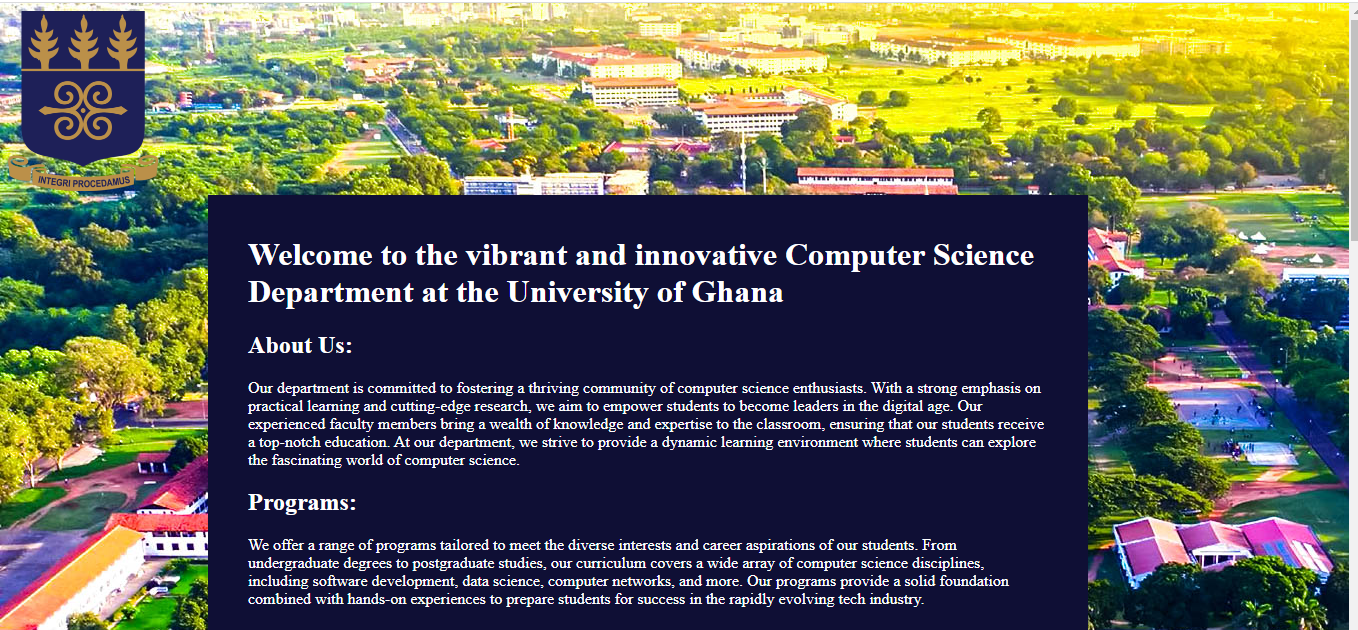 INTEGRI PROCEDAMUS
Welcome to the vibrant and innovative Computer Science
Department at the University of Ghana
About Us:
Our department is committed to fostering a thriving community of computer science enthusiasts. With a strong emphasis on
practical learning and cutting-edge research, we aim to empower students to become leaders in the digital age. Our
experienced faculty members bring a wealth of knowledge and expertise to the classroom, ensuring that our students receive
a top-notch education. At our department, we strive to provide a dynamic learning environment where students can explore
the fascinating world of computer science.
Programs:
We offer a range of programs tailored to meet the diverse interests and career aspirations of our students. From
undergraduate degrees to postgraduate studies, our curriculum covers a wide array of computer science disciplines,
including software development, data science, computer networks, and more. Our programs provide a solid foundation
combined with hands-on experiences to prepare students for success in the rapidly evolving tech industry.